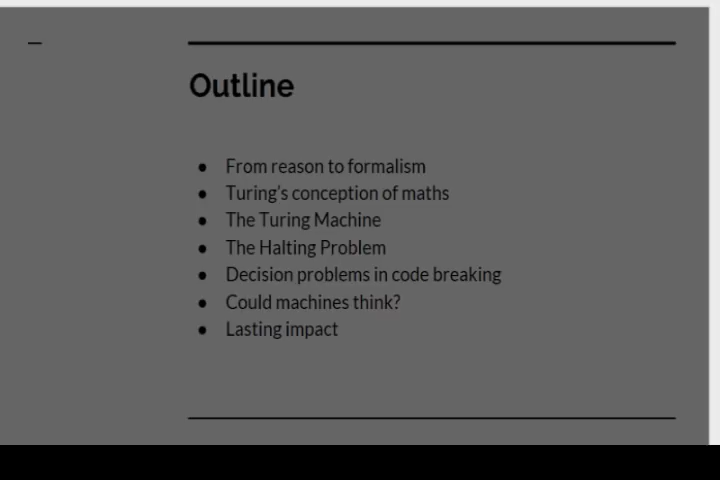 Outline
● From reason to formalism
● Turing's conception of maths
● The Turing Machine
● The Halting Problem
● Decision problems in code breaking
● Could machines think?
● Lasting impact